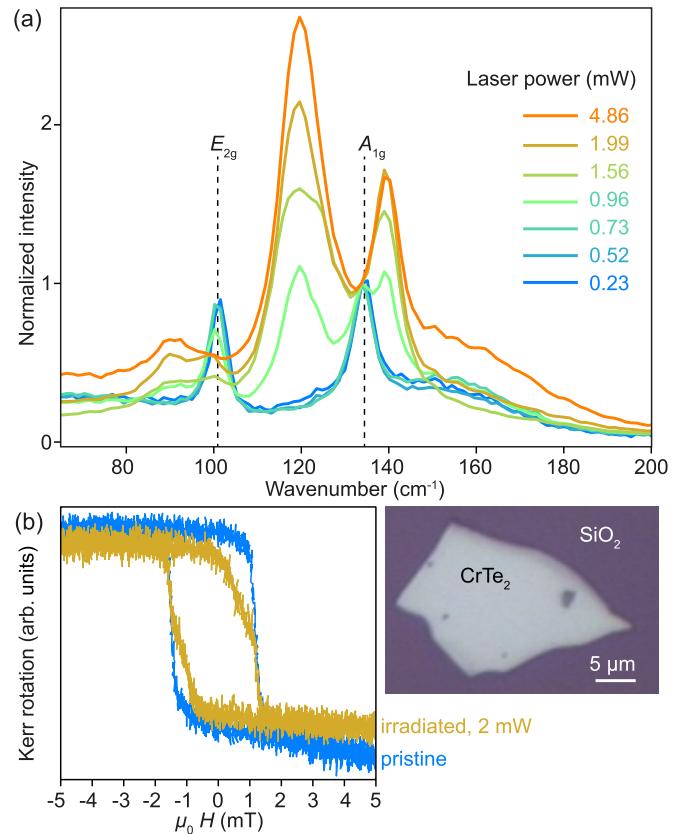 (a)
Laser power (mW)
4.86
1.99
1.56
0.96
0.73
0.52
0.23
E2g
A1g
Normalized intensity
2
1
0
80
100
120
140
160
180
200
Wavenumber (cm-1)
(b)
Kerr rotation (arb. units)
-5
-4
-3
-2
-1
0
1
2
3
4
5
μ0 H (mT)
irradiated, 2 mW
pristine
SiO2
CrTe2
5 μm